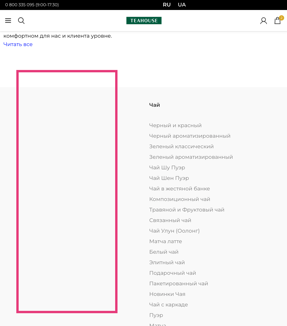 0 800 335 095 (9:00-17:30)
RU UA
TEAHOUSE
0
комфортном для нас и клиента уровне.
Читать все
Чай
Черный и красный
Черный ароматизированный
Зеленый классический
Зеленый ароматизированный
Чай Шу Пуэр
Чай Шен Пуэр
Чай в жестяной банке
Композиционный чай
Травяной и Фруктовый чай
Связанный чай
Чай Улун (Оолонг)
Матча латте
Белый чай
Элитный чай
Подарочный чай
Пакетированный чай
Новинки Чая
Чай с каркаде
Пуэр
Матча